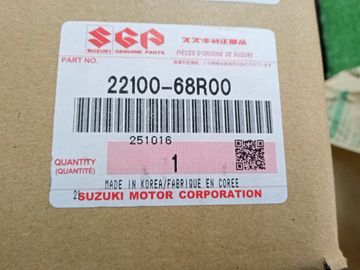 SGP
SUZUKI GENUINE PARTS
スズキ純正部品
PIÈCES D'ORIGINE DE SUZUKI
PART NO.
22100-68R00
251016
QUANTITY
(QUANTITÉ)
1
MADE IN KOREA/FABRIQUE EN COREE
SUZUKI MOTOR CORPORATION